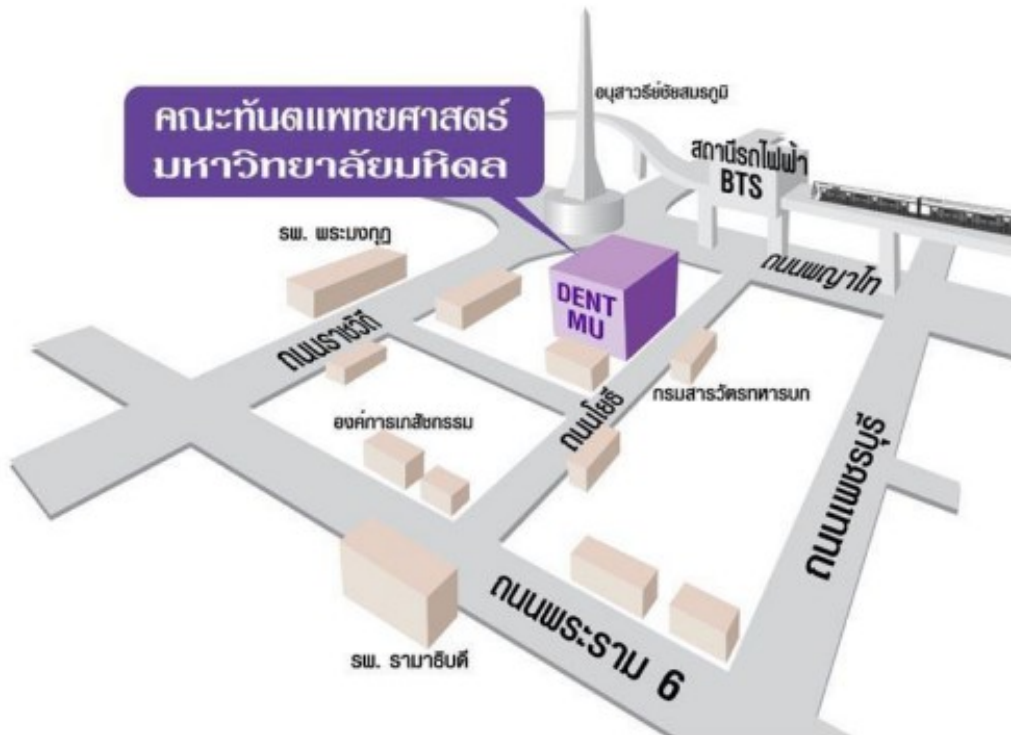 อนุสาวรีย์ชัยสมรภูมิ
คณะทันตแพทยศาสตร์
มหาวิทยาลัยมหิดล
สถานีรถไฟฟ้า
BTS
รพ. พระมงกุฎ
ถนนพญาไท
DENT
MU
ถนนราชวิถี
กรมสารวัตรทหารบก
องค์การเภสัชกรรม
ถนนโยธี
ถนนเพชรบุรี
ถนนพระราม 6
รพ. รามาธิบดี